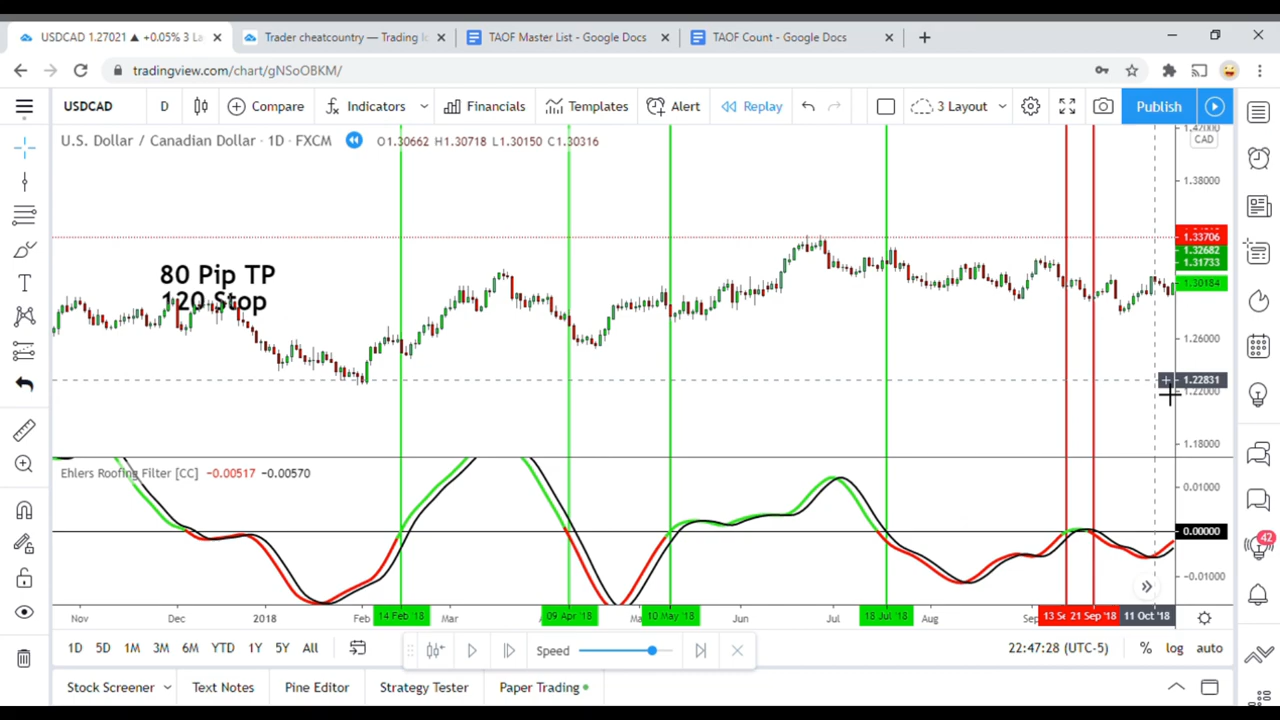 USDCAD 1.27021 ▲ +0.05% 3 La
Trader cheatcountry — Trading I
TAOF Master List - Google Docs
TAOF Count - Google Docs
tradingview.com/chart/gNSoOBKM/
USDCAD D Compare Indicators Financials Templates Alert Replay 3 Layout Publish
U.S. Dollar / Canadian Dollar · 1D · FXCM O1.30662 H1.30718 L1.30150 C1.30316
1.42000
CAD
1.38000
1.33706
1.32682
1.31733
1.30184
1.26000
1.22831
1.22000
1.18000
80 Pip TP
120 Stop
Ehlers Roofing Filter [CC] -0.00517 -0.00570
0.01000
0.00000
-0.01000
42
Nov Dec 2018 Feb 14 Feb '18 Mar 09 Apr '18 10 May '18 Jun Jul 18 Jul '18 Aug Sep 13 Se 21 Sep '18 11 Oct '18
1D 5D 1M 3M 6M YTD 1Y 5Y All Speed 22:47:28 (UTC-5) % log auto
Stock Screener Text Notes Pine Editor Strategy Tester Paper Trading